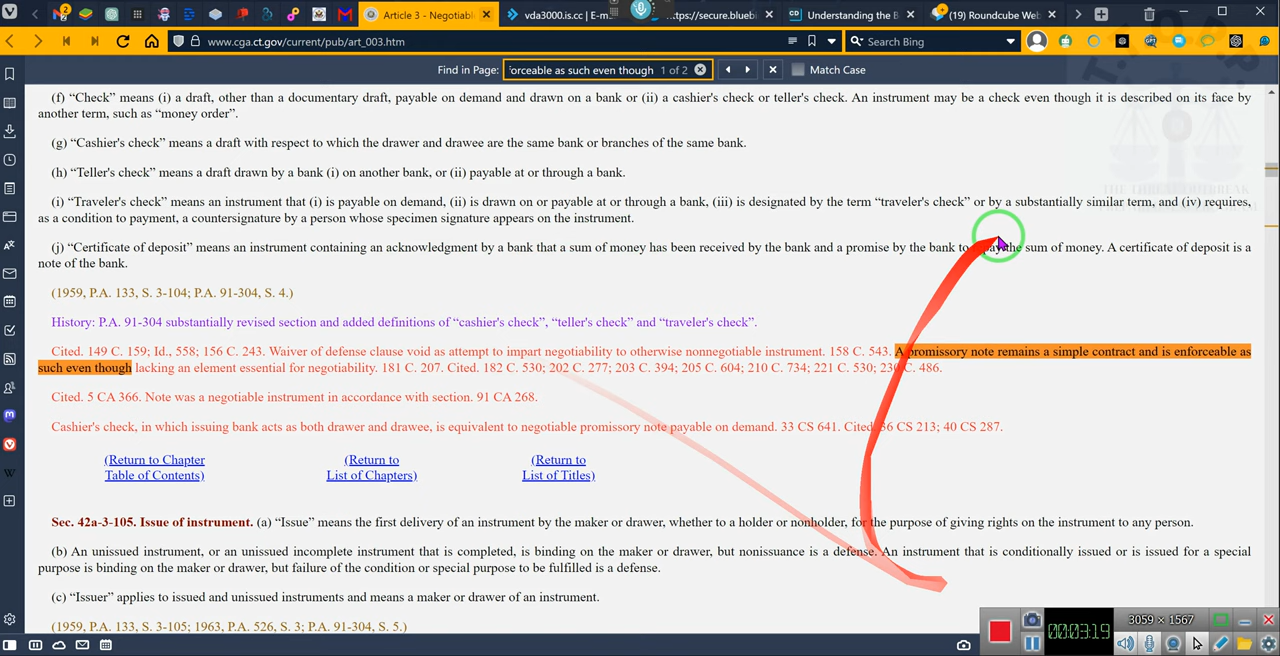 Article 3 - Negotiabl
vda3000.is.cc | E-m
https://secure.blueb
Understanding the B
(19) Roundcube Web
www.cga.ct.gov/current/pub/art_003.htm
Search Bing
Find in Page: 'orceable as such even though 1 of 2 Match Case
(f) “Check” means (i) a draft, other than a documentary draft, payable on demand and drawn on a bank or (ii) a cashier's check or teller's check. An instrument may be a check even though it is described on its face by
another term, such as “money order”.
(g) “Cashier's check” means a draft with respect to which the drawer and drawee are the same bank or branches of the same bank.
(h) “Teller's check” means a draft drawn by a bank (i) on another bank, or (ii) payable at or through a bank.
(i) “Traveler's check” means an instrument that (i) is payable on demand, (ii) is drawn on or payable at or through a bank, (iii) is designated by the term “traveler's check” or by a substantially similar term, and (iv) requires,
as a condition to payment, a countersignature by a person whose specimen signature appears on the instrument.
(j) “Certificate of deposit” means an instrument containing an acknowledgment by a bank that a sum of money has been received by the bank and a promise by the bank to repay the sum of money. A certificate of deposit is a
note of the bank.
(1959, P.A. 133, S. 3-104; P.A. 91-304, S. 4.)
History: P.A. 91-304 substantially revised section and added definitions of “cashier's check”, “teller's check” and “traveler's check”.
Cited. 149 C. 159; Id., 558; 156 C. 243. Waiver of defense clause void as attempt to impart negotiability to otherwise nonnegotiable instrument. 158 C. 543. A promissory note remains a simple contract and is enforceable as
such even though lacking an element essential for negotiability. 181 C. 207. Cited. 182 C. 530; 202 C. 277; 203 C. 394; 205 C. 604; 210 C. 734; 221 C. 530; 230 C. 486.
Cited. 5 CA 366. Note was a negotiable instrument in accordance with section. 91 CA 268.
Cashier's check, in which issuing bank acts as both drawer and drawee, is equivalent to negotiable promissory note payable on demand. 33 CS 641. Cited. 36 CS 213; 40 CS 287.
(Return to Chapter
Table of Contents)
(Return to
List of Chapters)
(Return to
List of Titles)
Sec. 42a-3-105. Issue of instrument. (a) “Issue” means the first delivery of an instrument by the maker or drawer, whether to a holder or nonholder, for the purpose of giving rights on the instrument to any person.
(b) An unissued instrument, or an unissued incomplete instrument that is completed, is binding on the maker or drawer, but nonissuance is a defense. An instrument that is conditionally issued or is issued for a special
purpose is binding on the maker or drawer, but failure of the condition or special purpose to be fulfilled is a defense.
(c) “Issuer” applies to issued and unissued instruments and means a maker or drawer of an instrument.
(1959, P.A. 133, S. 3-105; 1963, P.A. 526, S. 3; P.A. 91-304, S. 5.)
3059 × 1567
00:03:19